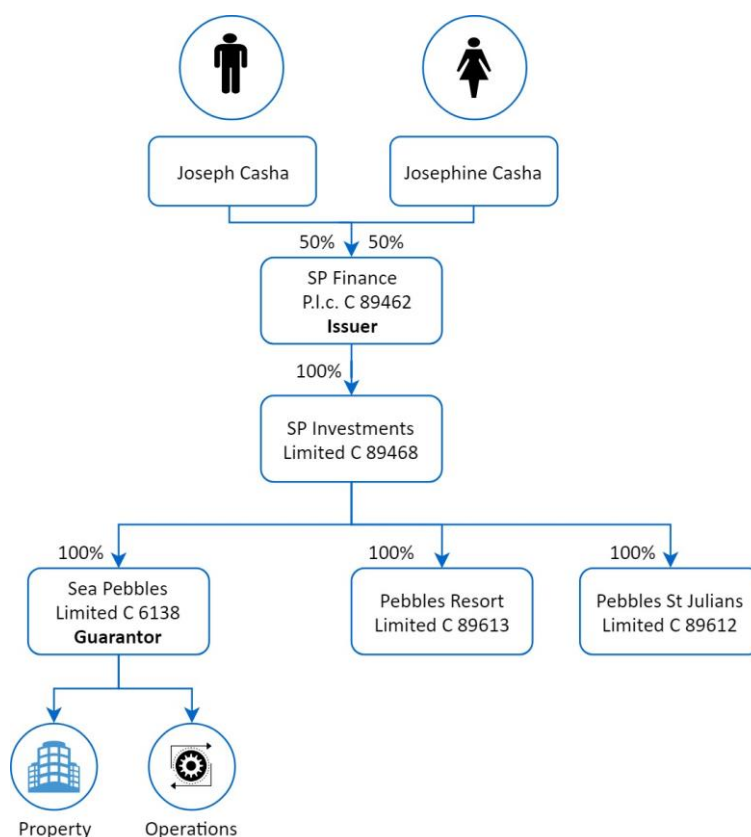 Joseph Casha
Josephine Casha
50% 50%
SP Finance
P.l.c. C 89462
Issuer
100%
SP Investments
Limited C 89468
100%
100%
100%
Sea Pebbles
Limited C 6138
Guarantor
Pebbles Resort
Limited C 89613
Pebbles St Julians
Limited C 89612
Property
Operations